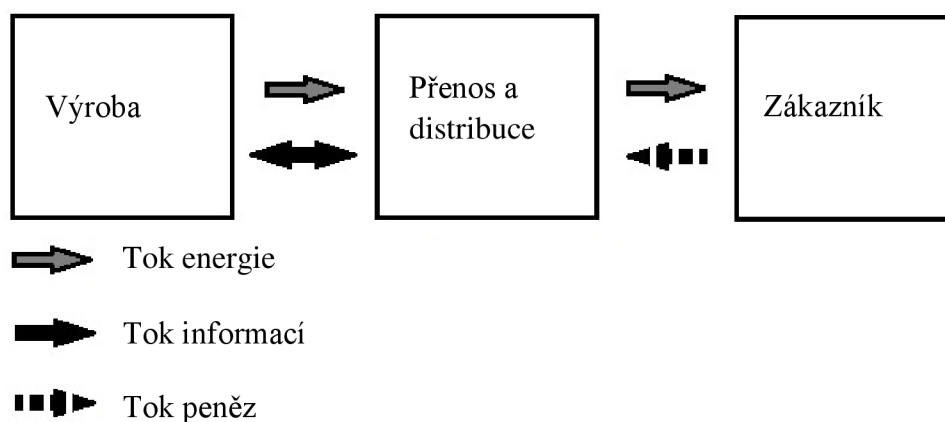 Výroba
Přenos a
distribuce
Zákazník
Tok energie
Tok informací
Tok peněz